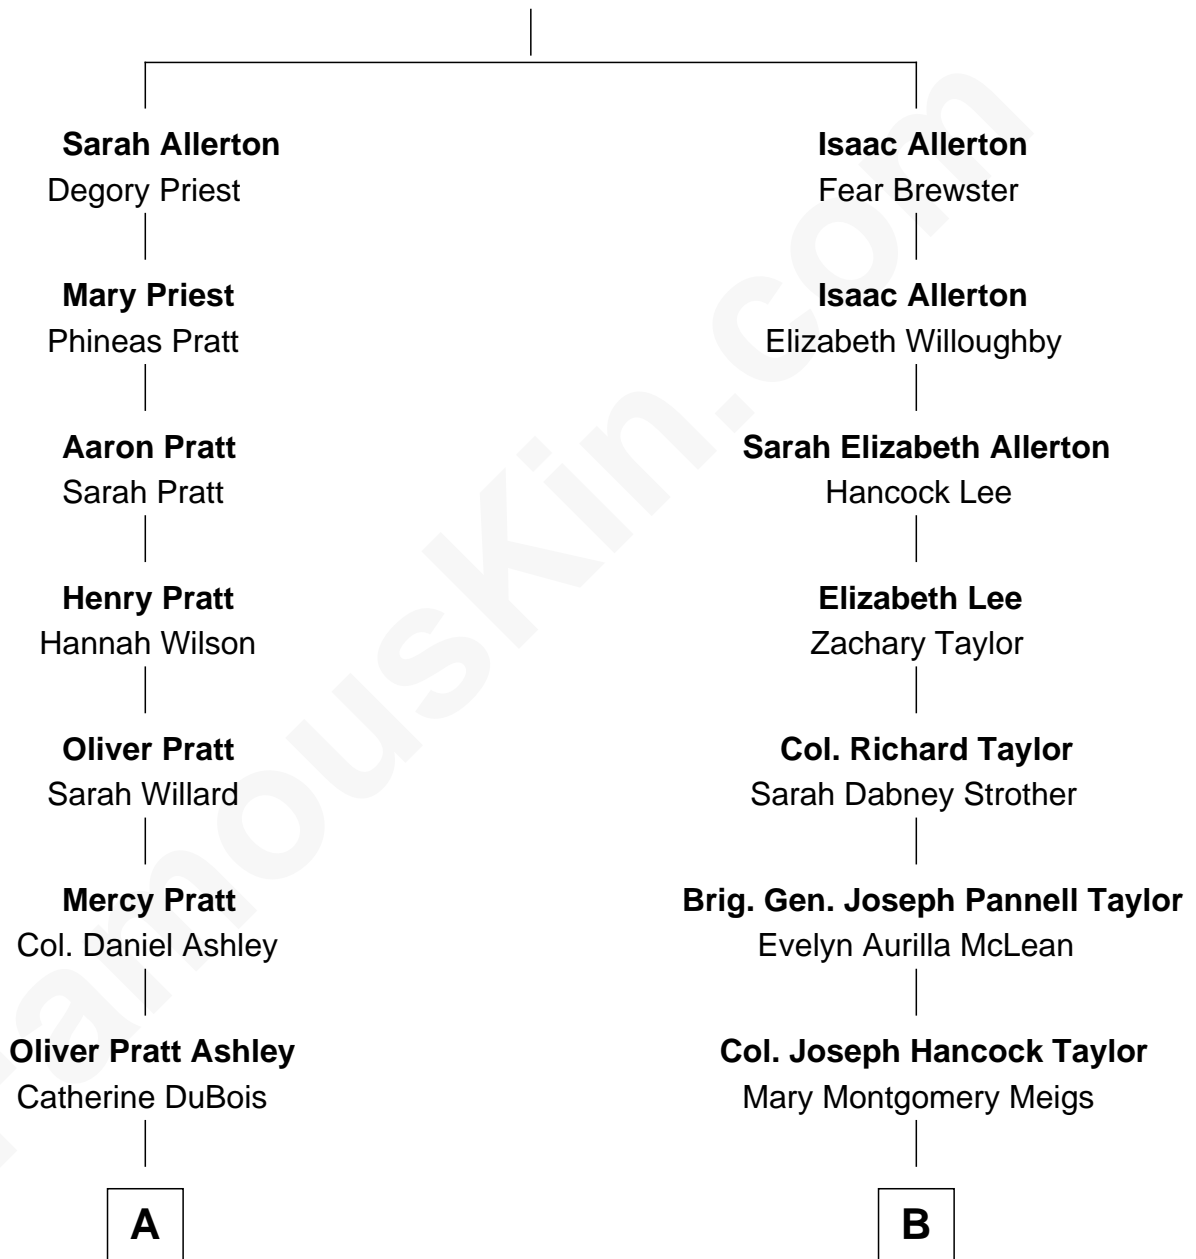 Sarah Allerton
Degory Priest
Mary Priest
Phineas Pratt
Aaron Pratt
Sarah Pratt
Henry Pratt
Hannah Wilson
Oliver Pratt
Sarah Willard
Mercy Pratt
Col. Daniel Ashley
Oliver Pratt Ashley
Catherine DuBois
A
Isaac Allerton
Fear Brewster
Isaac Allerton
Elizabeth Willoughby
Sarah Elizabeth Allerton
Hancock Lee
Elizabeth Lee
Zachary Taylor
Col. Richard Taylor
Sarah Dabney Strother
Brig. Gen. Joseph Pannell Taylor
Evelyn Aurilla McLean
Col. Joseph Hancock Taylor
Mary Montgomery Meigs
B
FamousKin.com